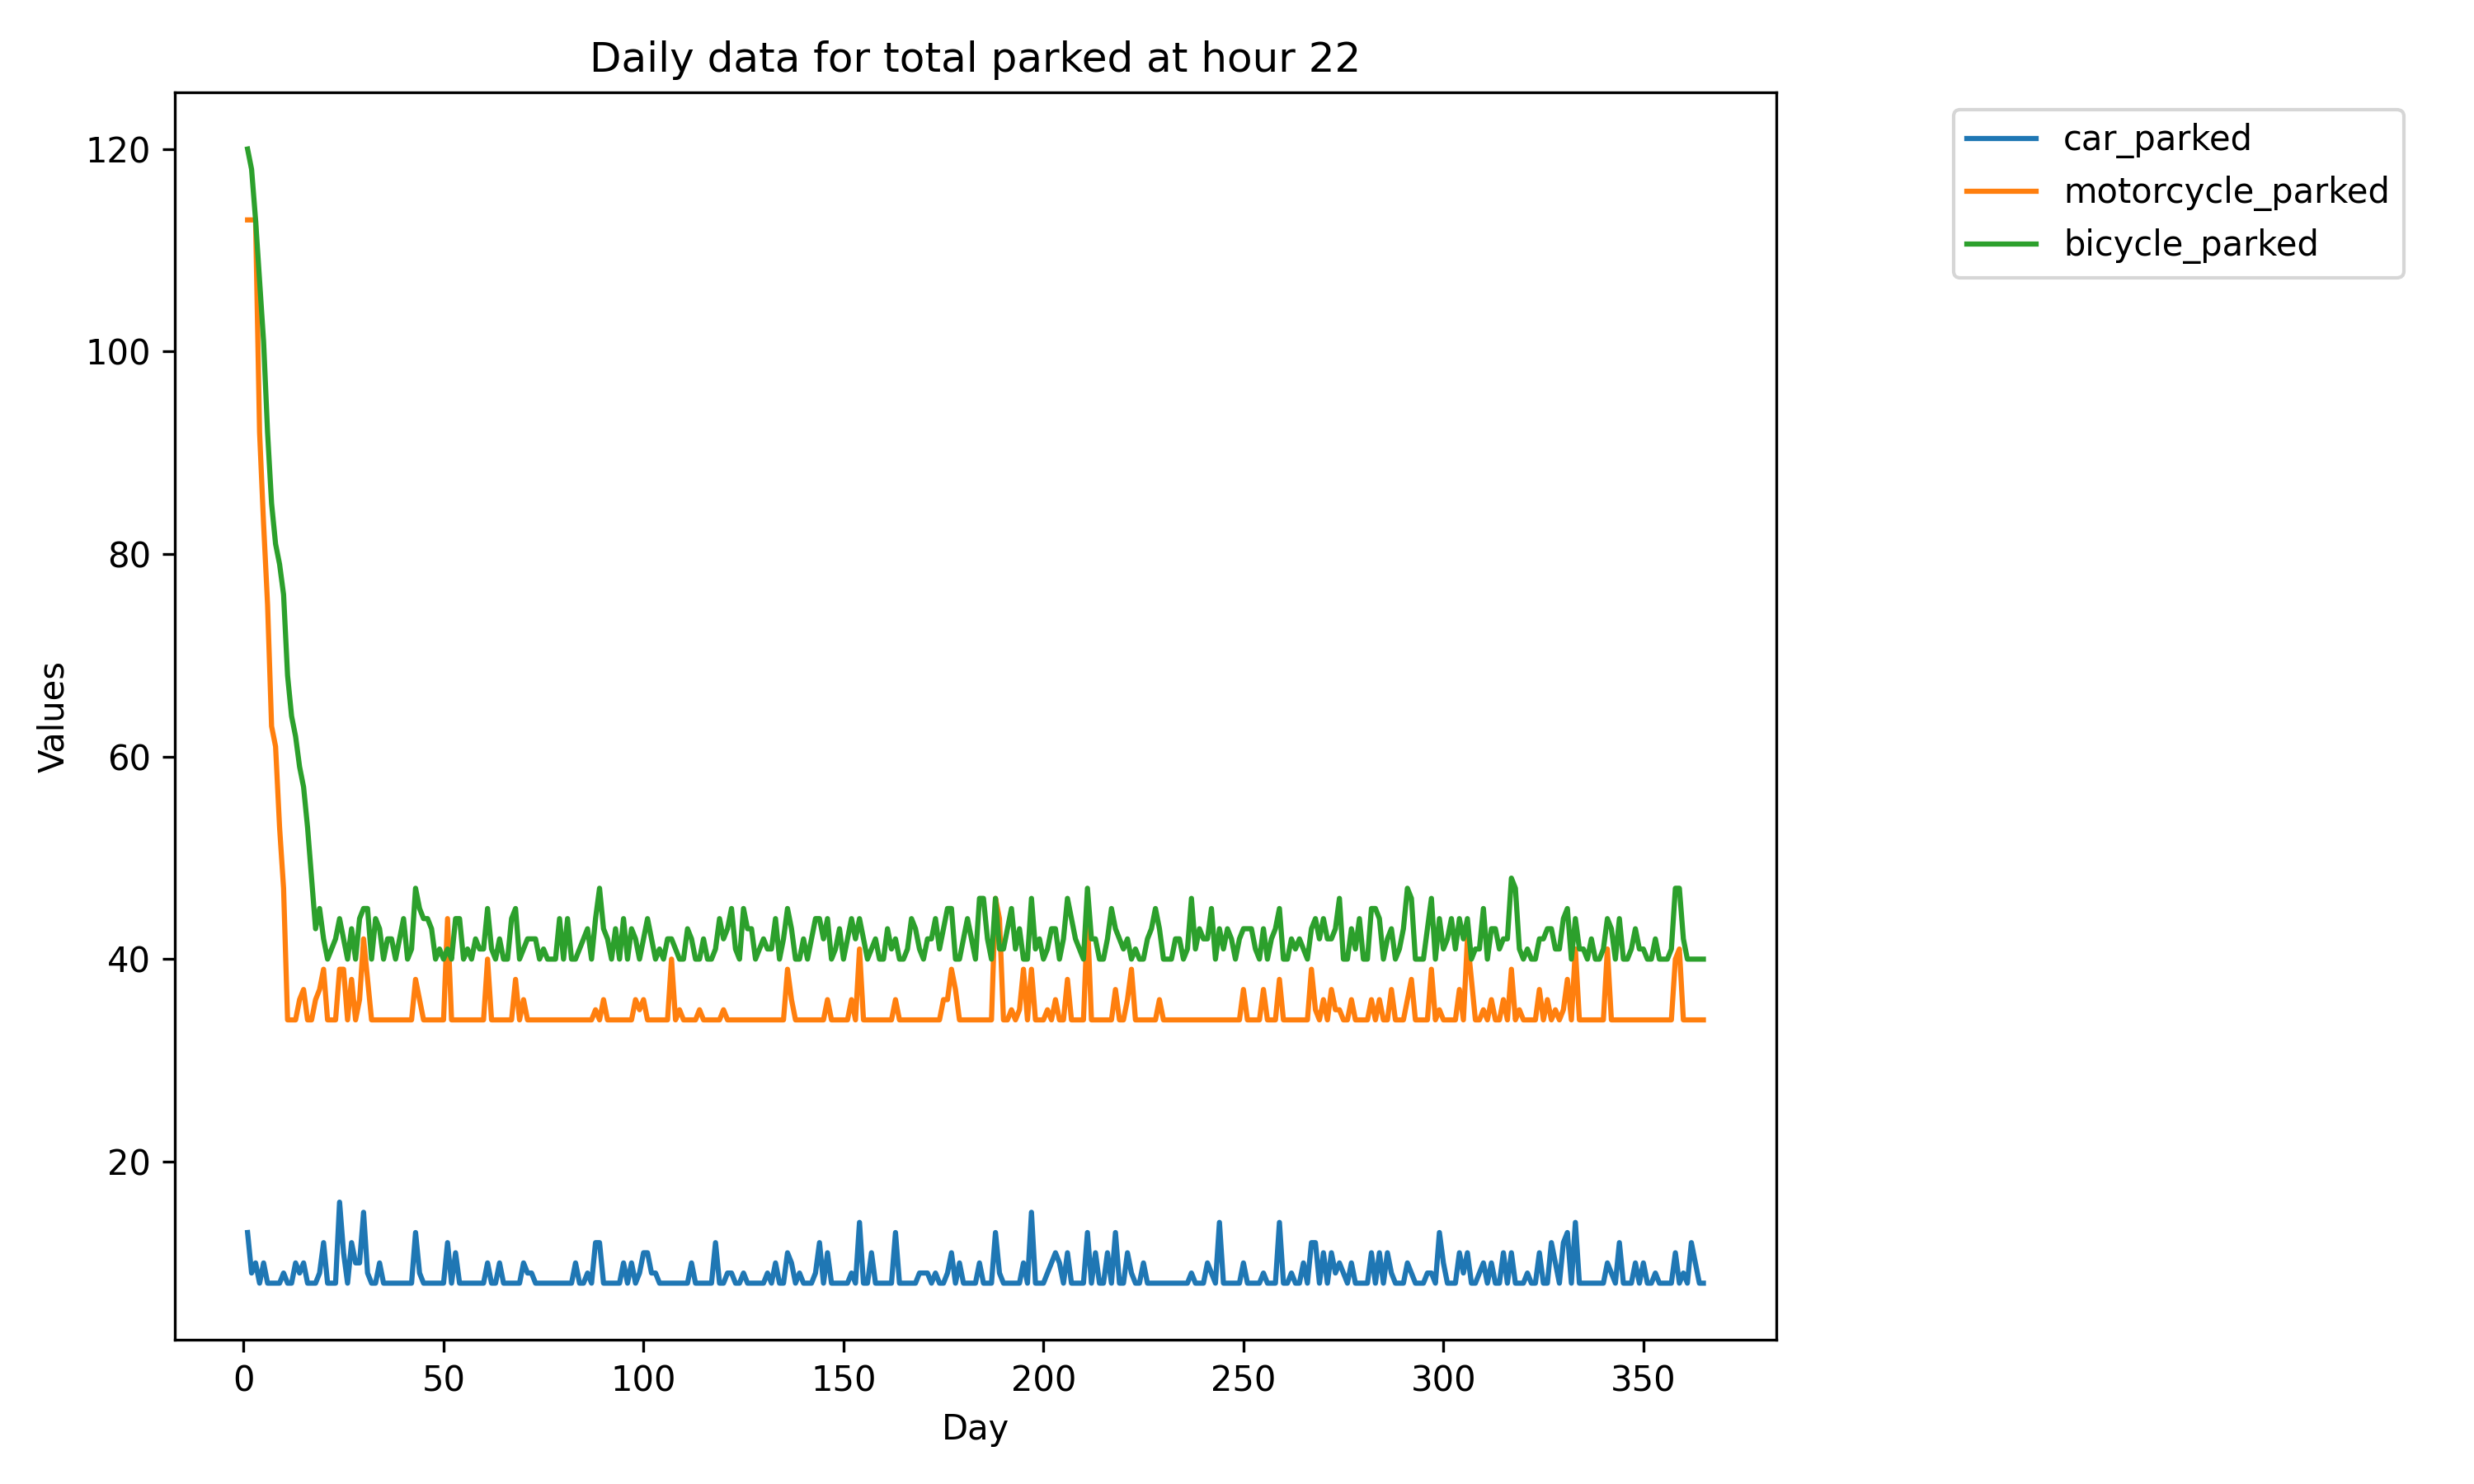 Daily data for total parked at hour 22
car_parked
motorcycle_parked
bicycle_parked
120
100
80
60
40
20
Values
0 50 100 150 200 250 300 350
Day